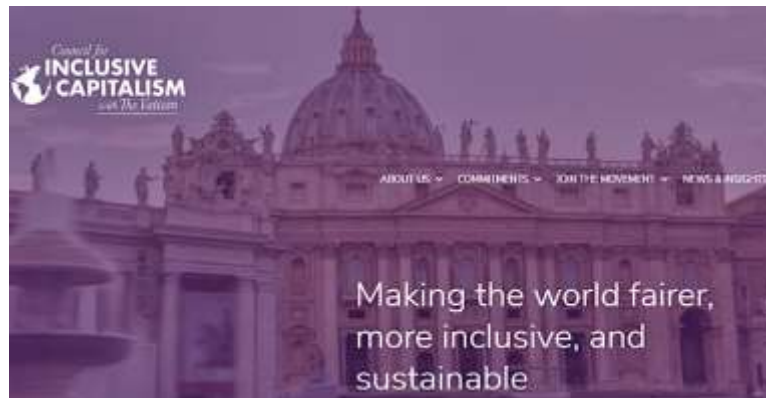 Council for
INCLUSIVE
CAPITALISM
with The Vatican
ABOUT US COMMITMENTS JOIN THE MOVEMENT NEWS & INSIGHTS
Making the world fairer,
more inclusive, and
sustainable